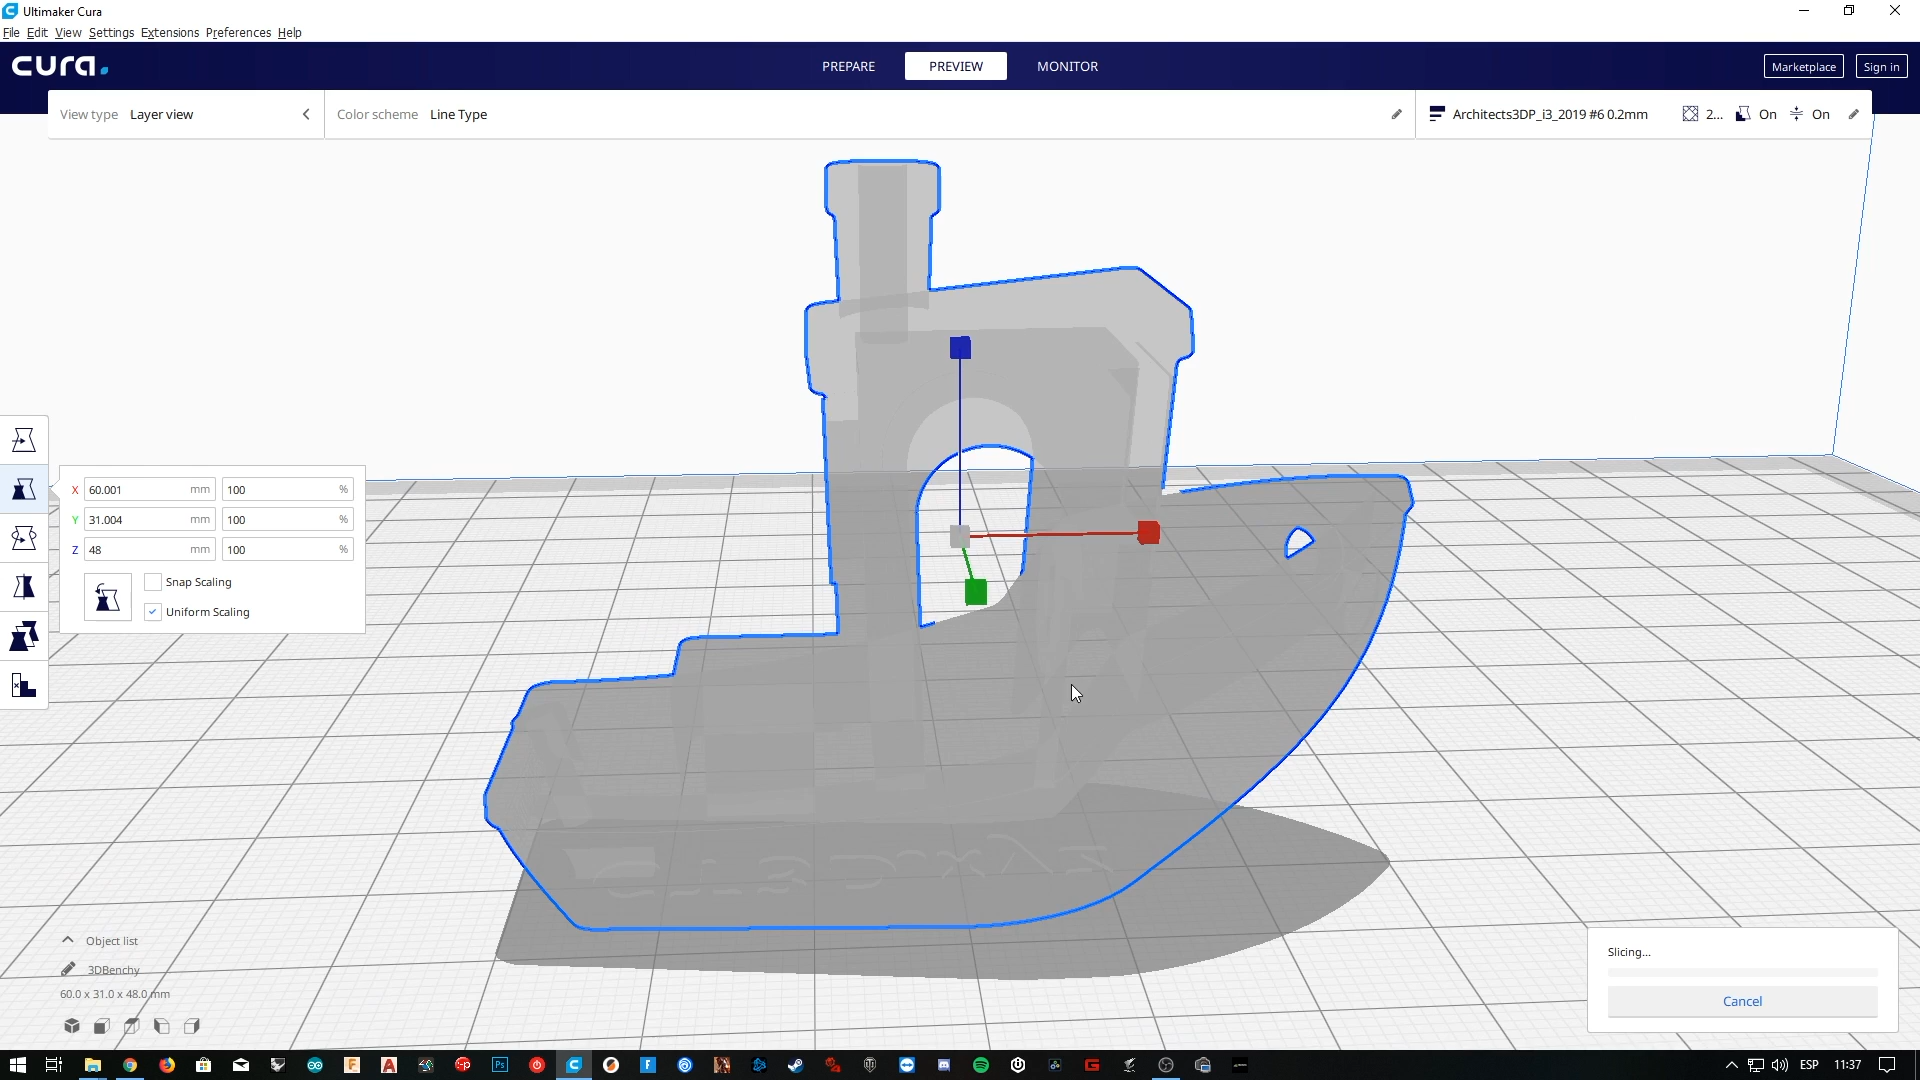 Ultimaker Cura
File Edit View Settings Extensions Preferences Help
cura.
PREPARE PREVIEW MONITOR
Marketplace Sign in
View type Layer view
Color scheme Line Type
Architects3DP_i3_2019 #6 0.2mm 2... On On
X 60.001 mm 100 %
Y 31.004 mm 100 %
Z 48 mm 100 %
Snap Scaling
Uniform Scaling
Object list
3DBenchy
60.0 x 31.0 x 48.0 mm
Slicing...
Cancel
ESP 11:37